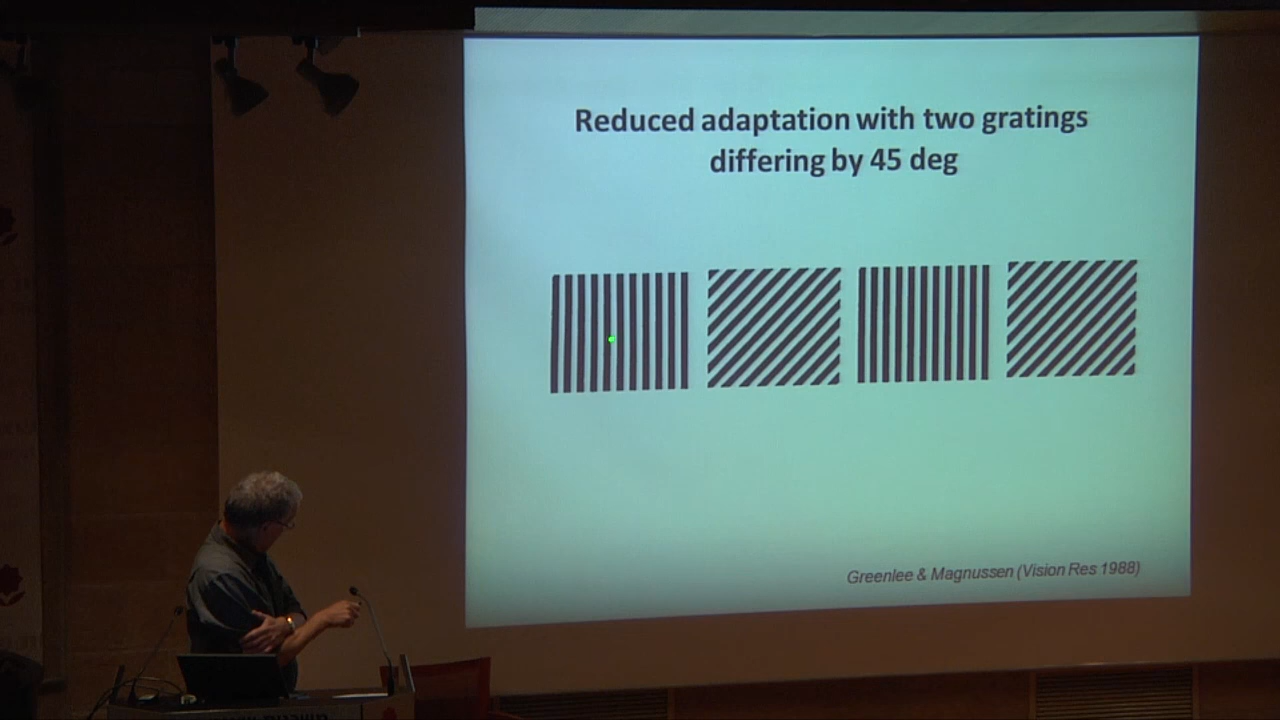 Reduced adaptation with two gratings
differing by 45 deg
Greenlee & Magnussen (Vision Res 1988)